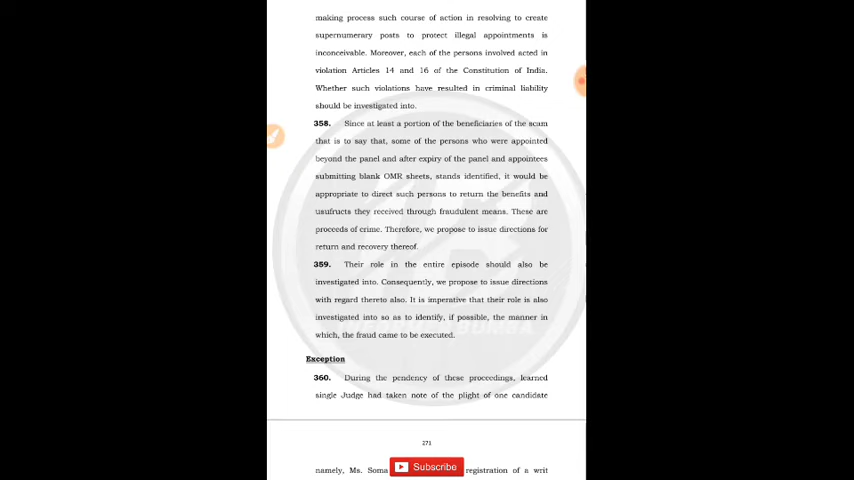 making process such course of action in resolving to create
supernumerary posts to protect illegal appointments is
inconceivable. Moreover, each of the persons involved acted in
violation Articles 14 and 16 of the Constitution of India.
Whether such violations have resulted in criminal liability
should be investigated into.
358. Since at least a portion of the beneficiaries of the scam
that is to say that, some of the persons who were appointed
beyond the panel and after expiry of the panel and appointees
submitting blank OMR sheets, stands identified, it would be
appropriate to direct such persons to return the benefits and
usufructs they received through fraudulent means. These are
proceeds of crime. Therefore, we propose to issue directions for
return and recovery thereof.
359. Their role in the entire episode should also be
investigated into. Consequently, we propose to issue directions
with regard thereto also. It is imperative that their role is also
investigated into so as to identify, if possible, the manner in
which, the fraud came to be executed.
Exception
360. During the pendency of these proceedings, learned
single Judge had taken note of the plight of one candidate
271
namely, Ms. Soma registration of a writ
Subscribe